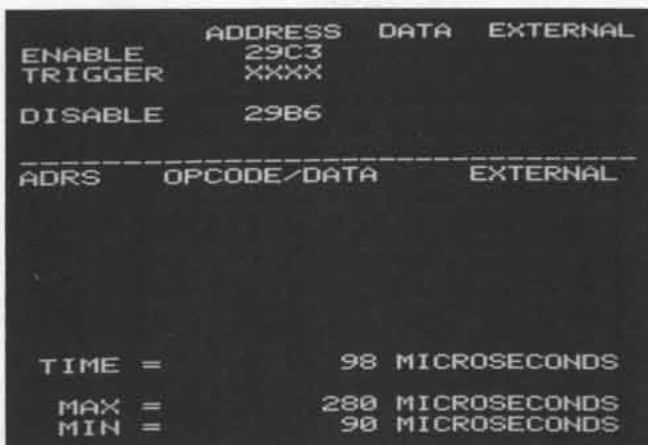 ADDRESS DATA EXTERNAL
ENABLE 29C3
TRIGGER XXXX
DISABLE 29B6
ADRS OPCODE/DATA EXTERNAL
TIME = 98 MICROSECONDS
MAX = 280 MICROSECONDS
MIN = 90 MICROSECONDS